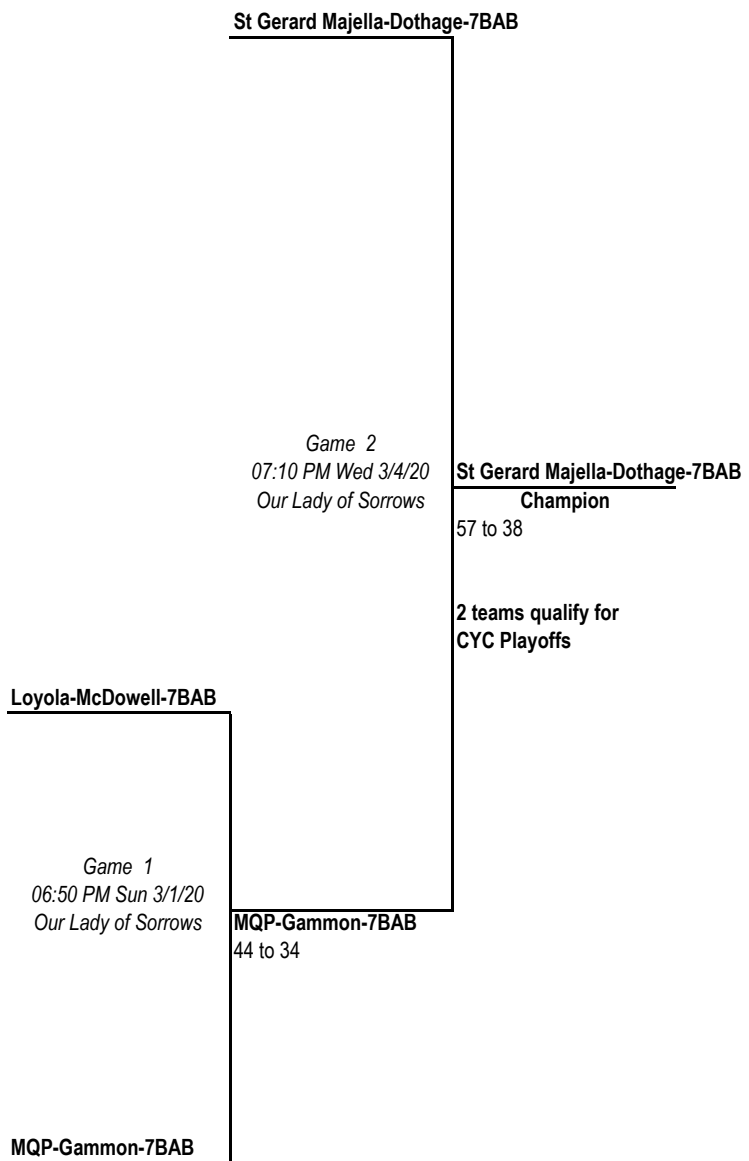 St Gerard Majella-Dothage-7BAB
Game 2
07:10 PM Wed 3/4/20
Our Lady of Sorrows
St Gerard Majella-Dothage-7BAB
Champion
57 to 38
2 teams qualify for
CYC Playoffs
Loyola-McDowell-7BAB
Game 1
06:50 PM Sun 3/1/20
Our Lady of Sorrows
MQP-Gammon-7BAB
44 to 34
MQP-Gammon-7BAB